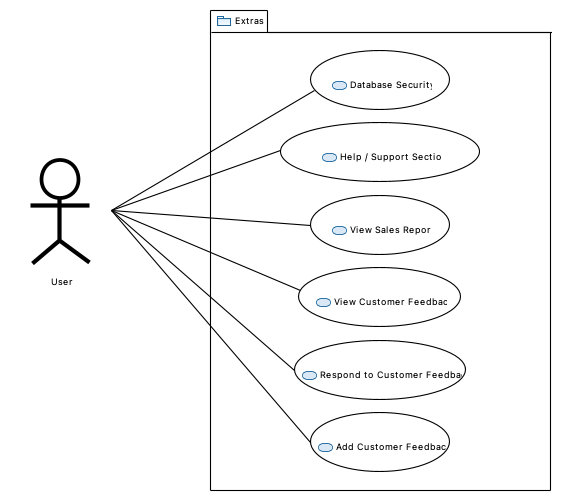 Extras
Database Security
Help / Support Sectio
View Sales Repor
View Customer Feedbac
User
Respond to Customer Feedba
Add Customer Feedbac